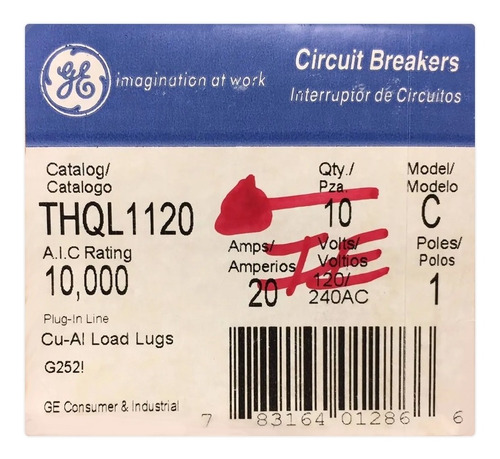 GE imagination at work
Circuit Breakers
Interruptor de Circuitos
Catalog/
Catalogo
THQL1120
Qty./
Pza.
10
Model/
Modelo
C
A.I.C Rating
10,000
Amps/
Amperios
20
Volts/
Voltios
120/
240AC
Poles/
Polos
1
Plug-In Line
Cu-Al Load Lugs
G252!
GE Consumer & Industrial
7 83164 01286 6